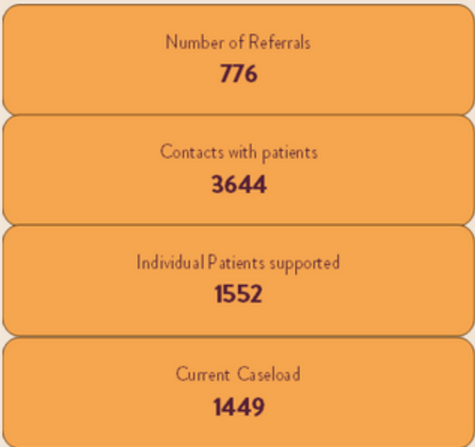 Number of Referrals
776
Contacts with patients
3644
Individual Patients supported
1552
Current Caseload
1449